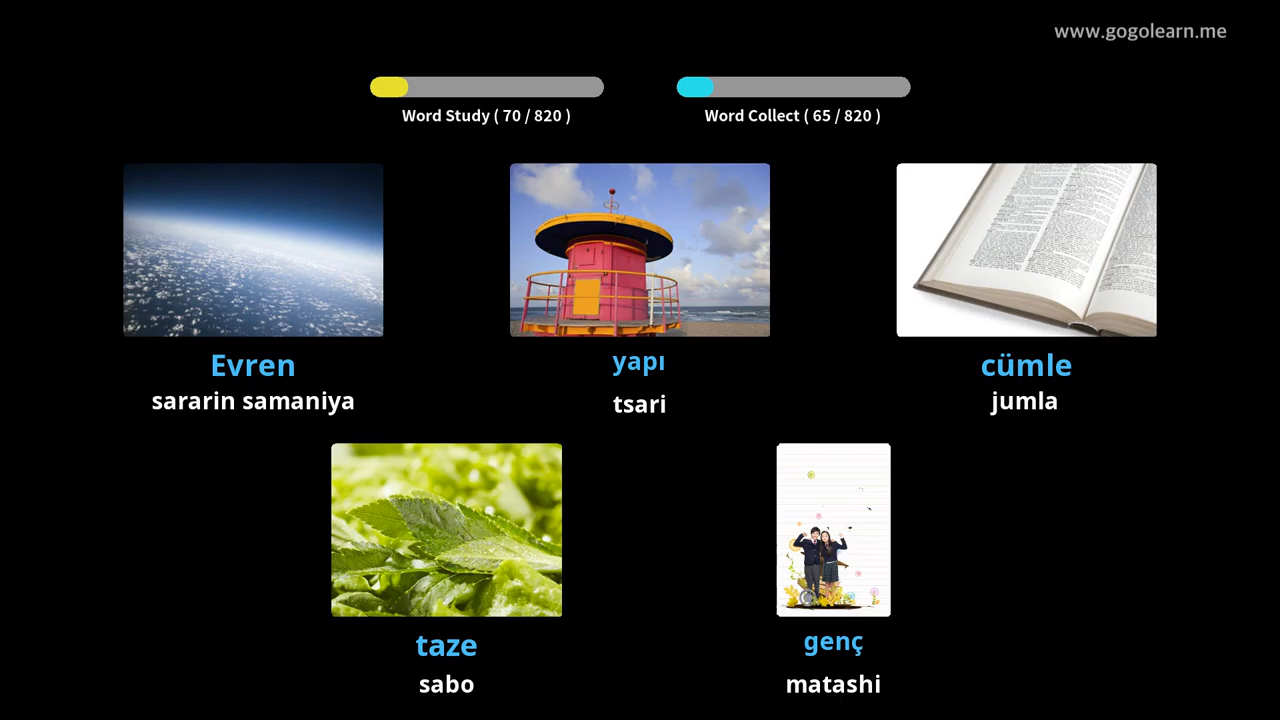 www.gogolearn.me
Word Study ( 70 / 820 )
Word Collect ( 65 / 820 )
Evren
sararin samaniya
yapı
tsari
cümle
jumla
taze
sabo
genç
matashi